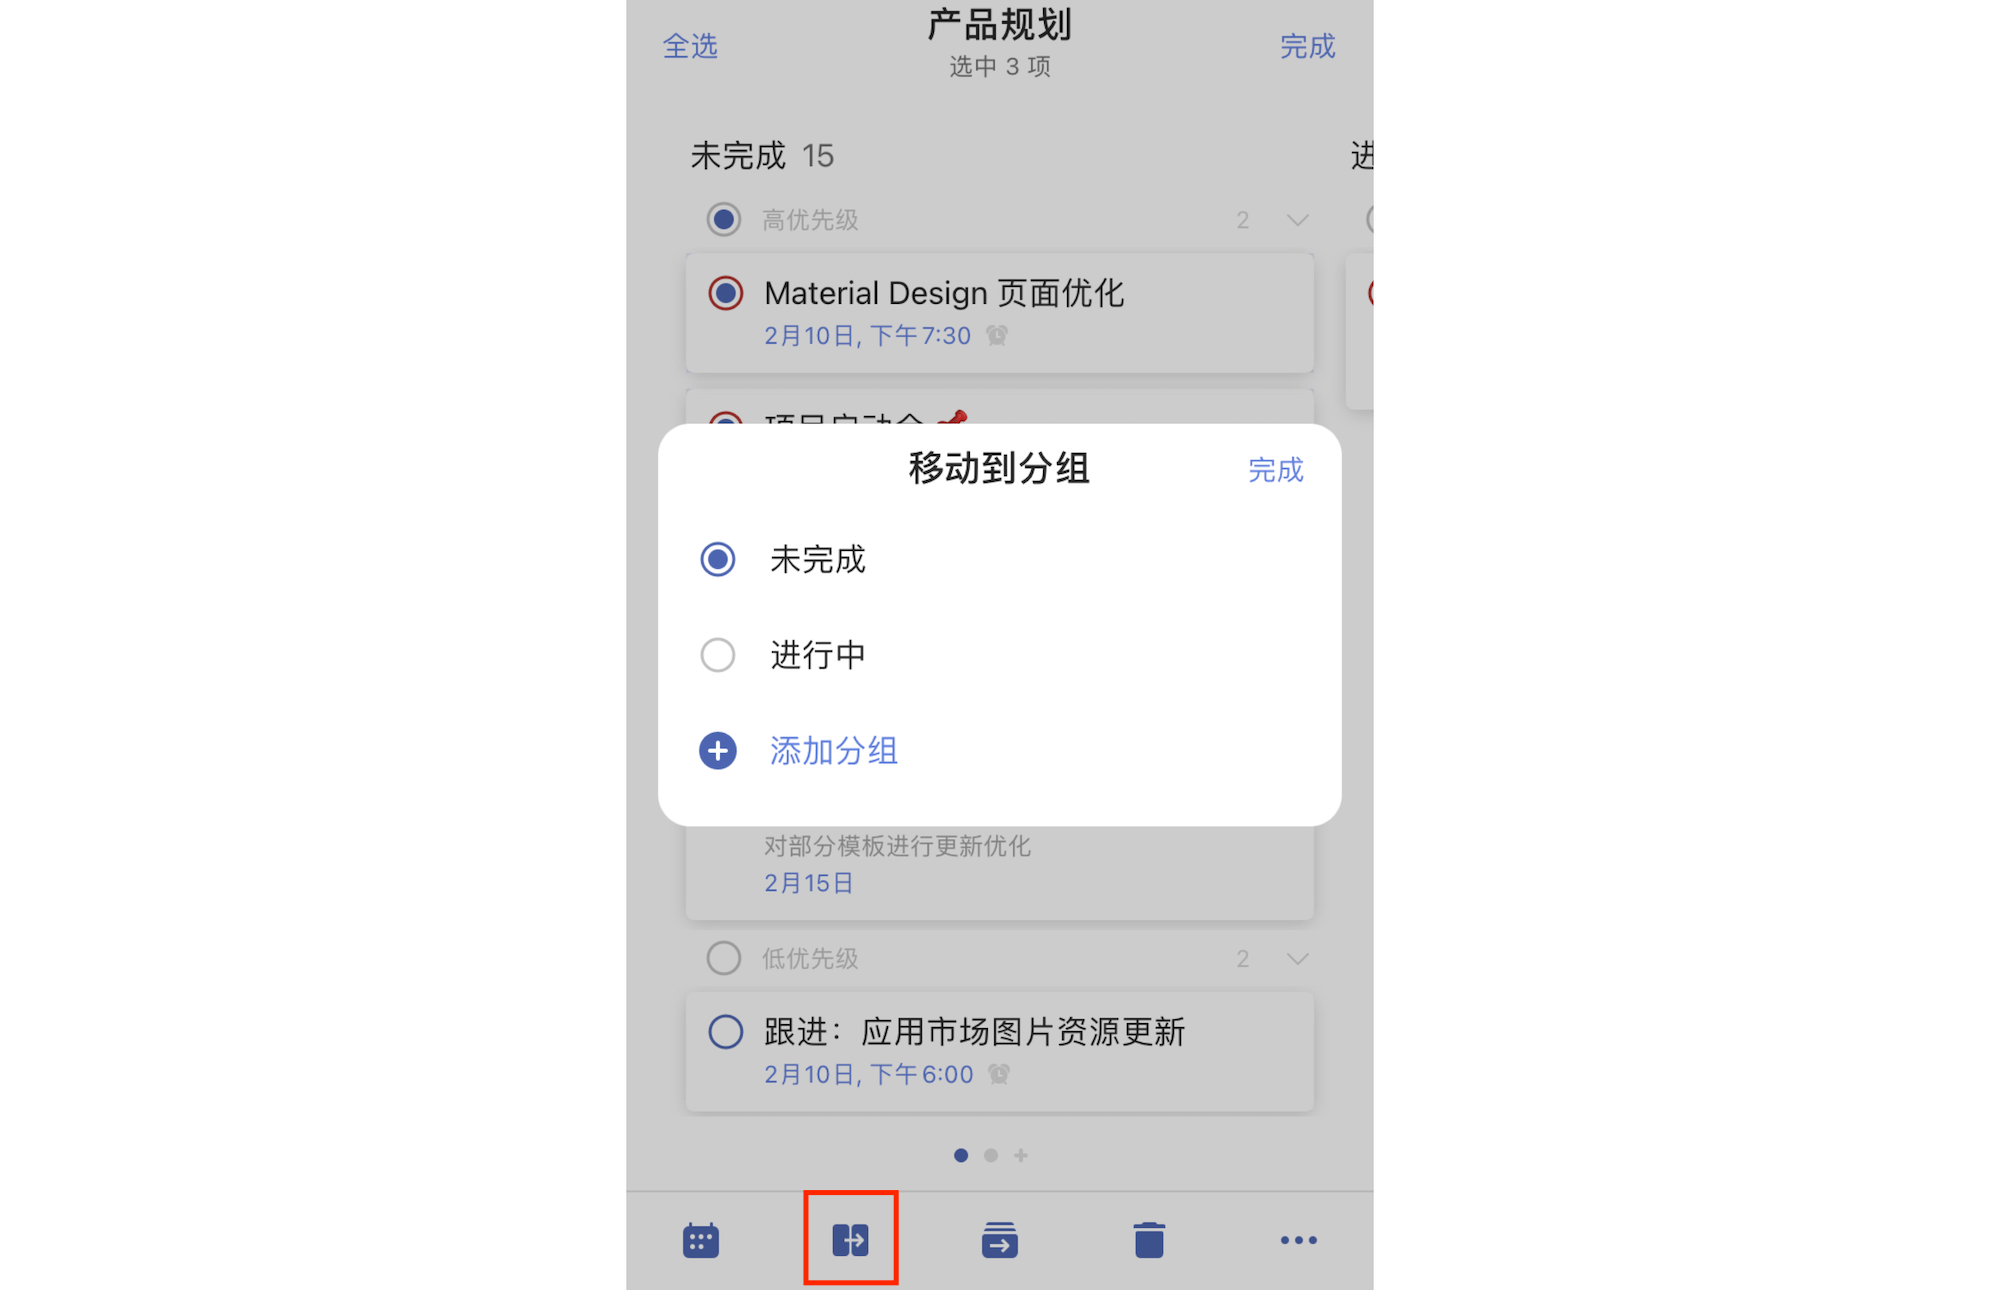 全选
产品规划
完成
选中 3 项
未完成 15
进
高优先级 2
Material Design 页面优化
2月10日, 下午7:30
项目启动会
移动到分组
完成
未完成
进行中
添加分组
对部分模板进行更新优化
2月15日
低优先级 2
跟进：应用市场图片资源更新
2月10日, 下午6:00